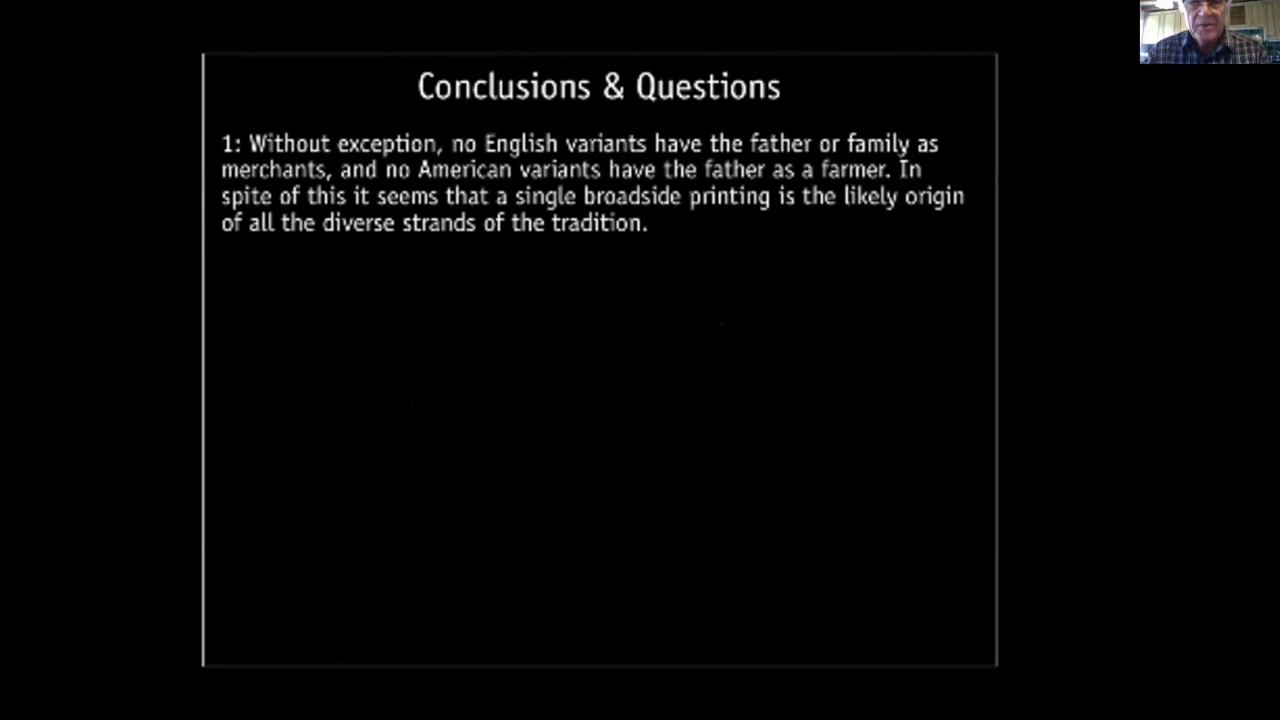 Conclusions & Questions
1: Without exception, no English variants have the father or family as
merchants, and no American variants have the father as a farmer. In
spite of this it seems that a single broadside printing is the likely origin
of all the diverse strands of the tradition.